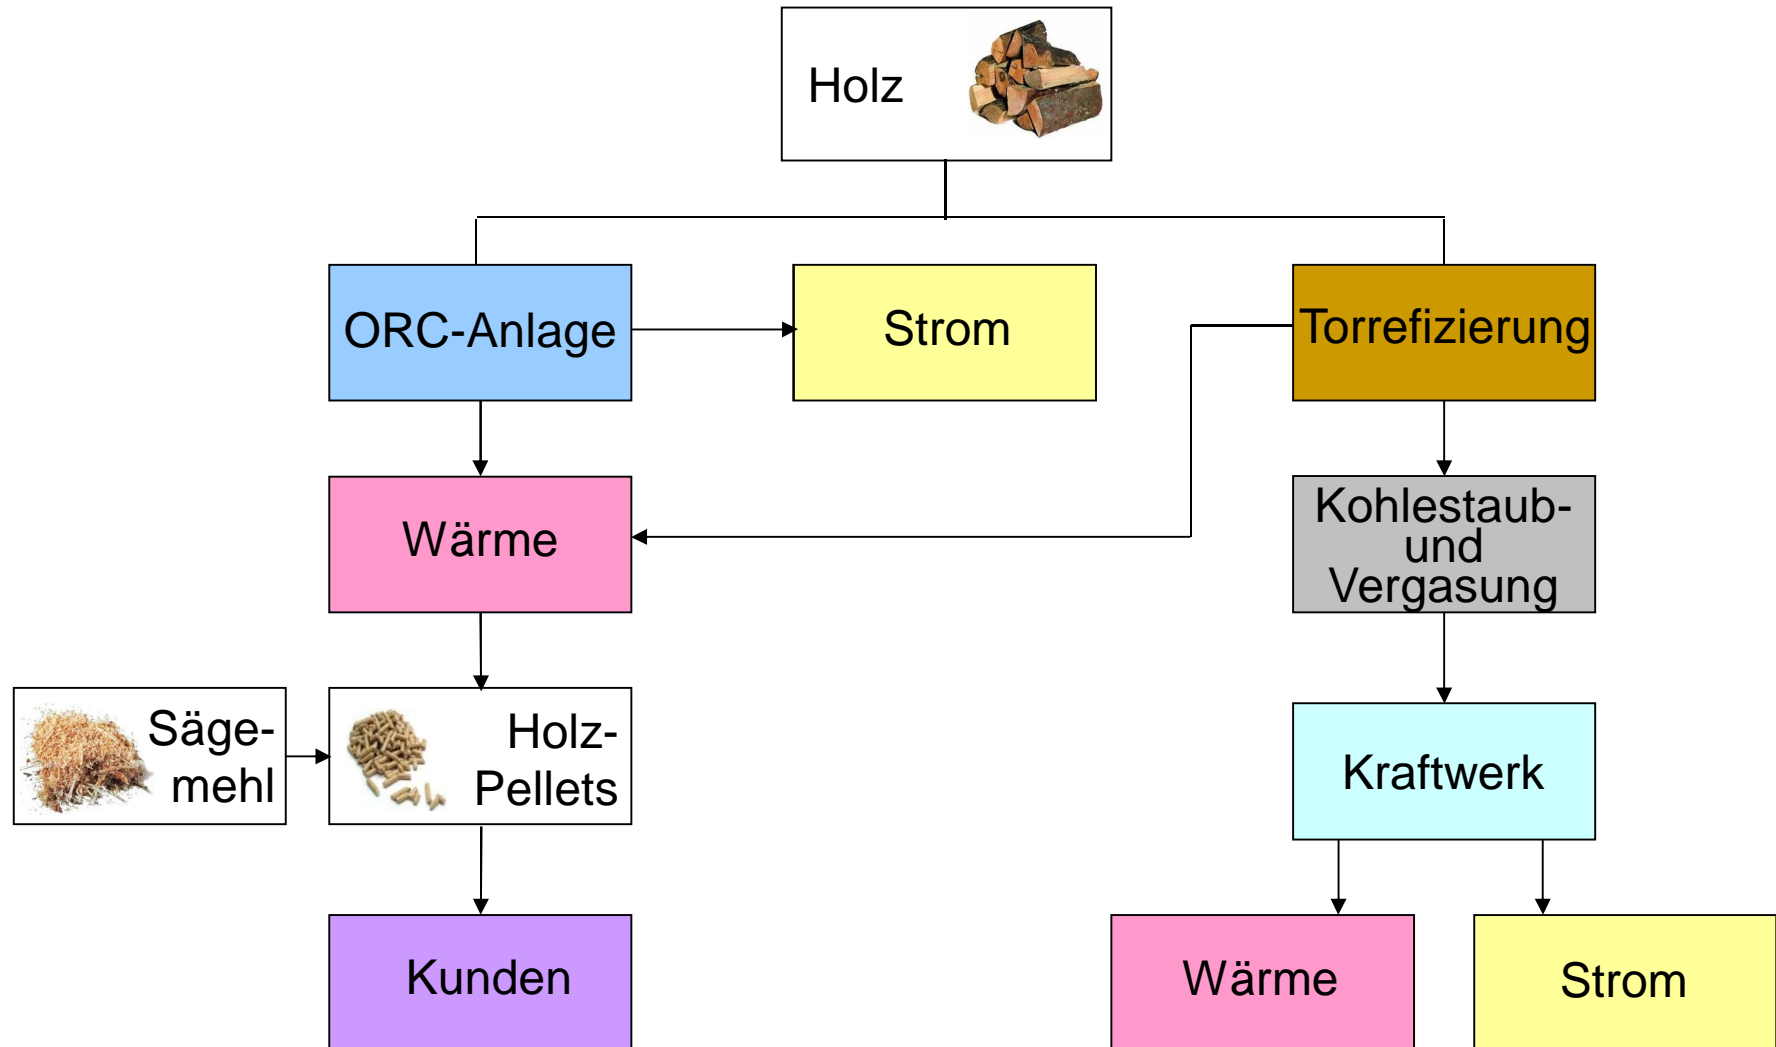 Holz
ORC-Anlage
Strom
Torrefizierung
Wärme
Kohlestaub-
und
Vergasung
Säge-
mehl
Holz-
Pellets
Kraftwerk
Kunden
Wärme
Strom